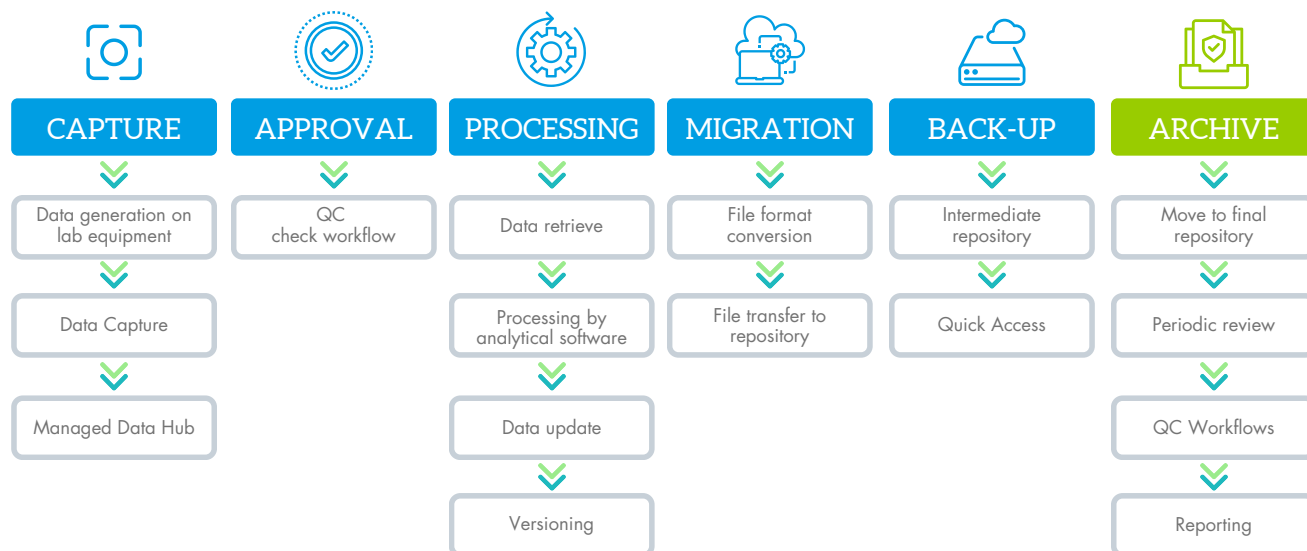 CAPTURE
APPROVAL
PROCESSING
MIGRATION
BACK-UP
ARCHIVE
Data generation on
lab equipment
QC
check workflow
Data retrieve
File format
conversion
Intermediate
repository
Move to final
repository
Data Capture
Processing by
analytical software
File transfer to
repository
Quick Access
Periodic review
Managed Data Hub
Data update
QC Workflows
Versioning
Reporting